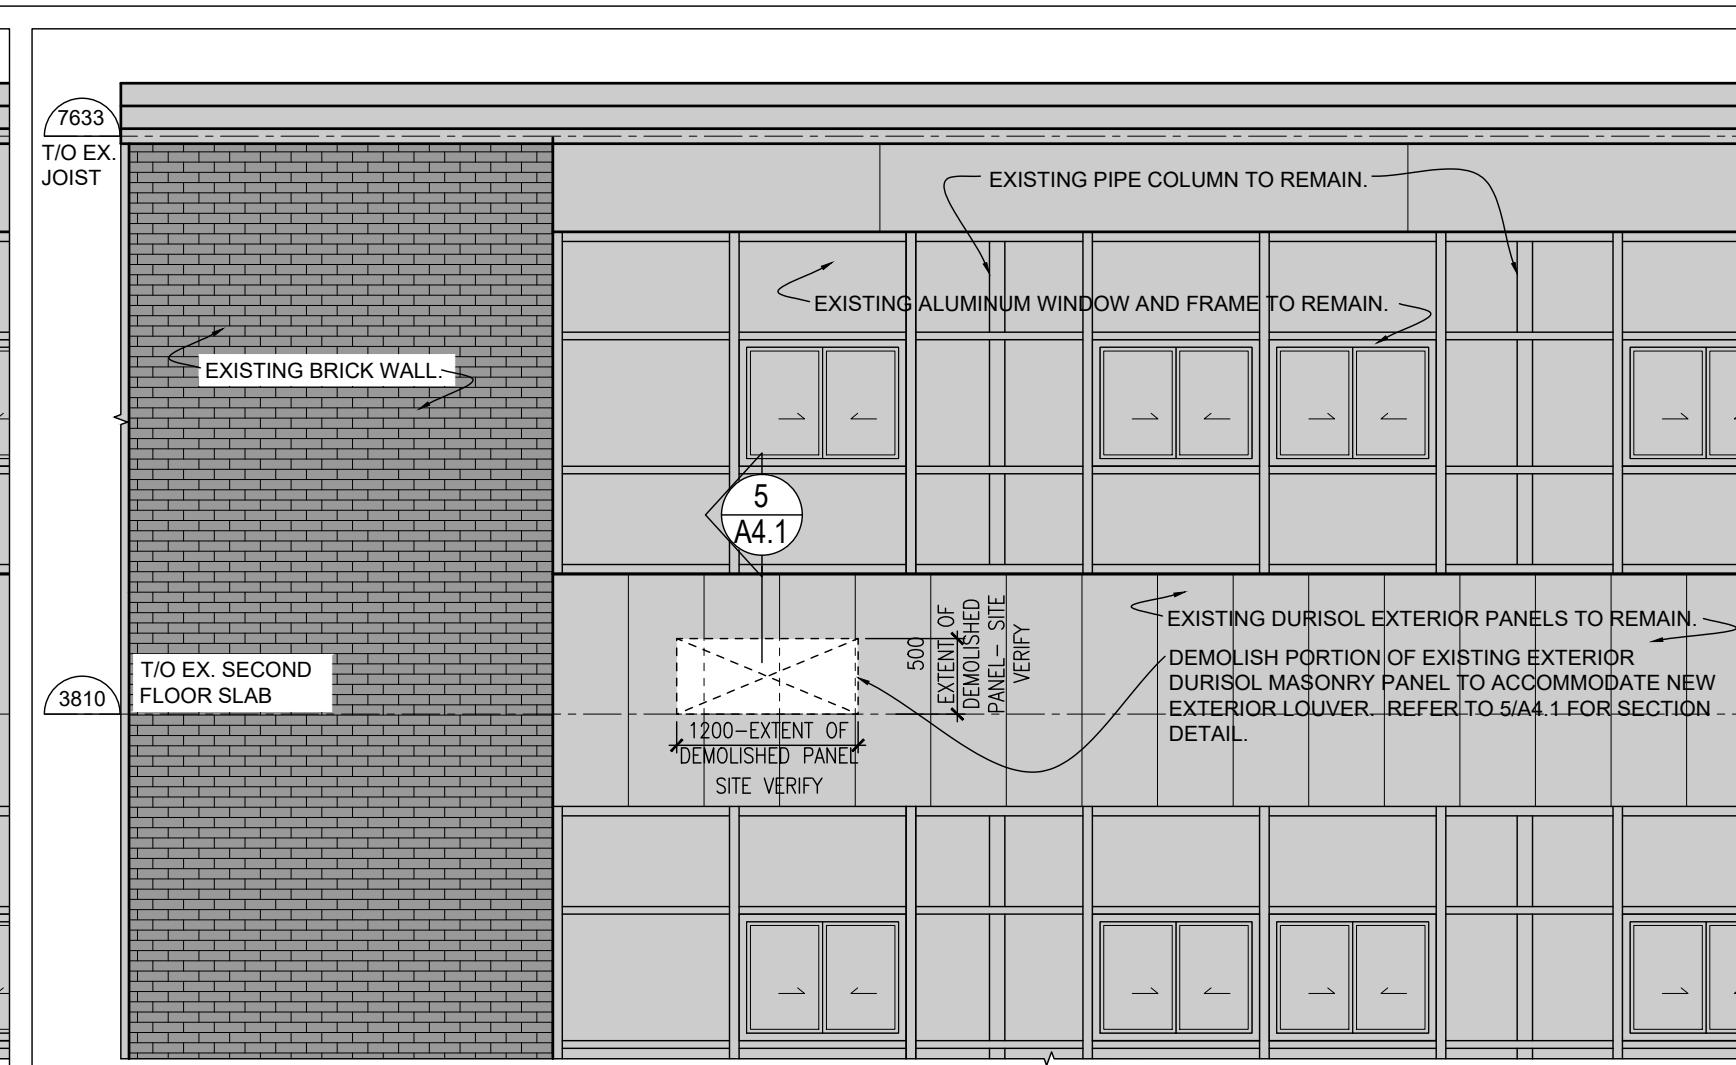 7633
T/O EX.
JOIST
EXISTING PIPE COLUMN TO REMAIN.
EXISTING ALUMINUM WINDOW AND FRAME TO REMAIN.
EXISTING BRICK WALL.
5
A4.1
500
EXTENT OF
DEMOLISHED
PANEL- SITE
VERIFY
EXISTING DURISOL EXTERIOR PANELS TO REMAIN.
DEMOLISH PORTION OF EXISTING EXTERIOR
DURISOL MASONRY PANEL TO ACCOMMODATE NEW
EXTERIOR LOUVER. REFER TO 5/A4.1 FOR SECTION
DETAIL.
3810
T/O EX. SECOND
FLOOR SLAB
1200-EXTENT OF
DEMOLISHED PANEL
SITE VERIFY